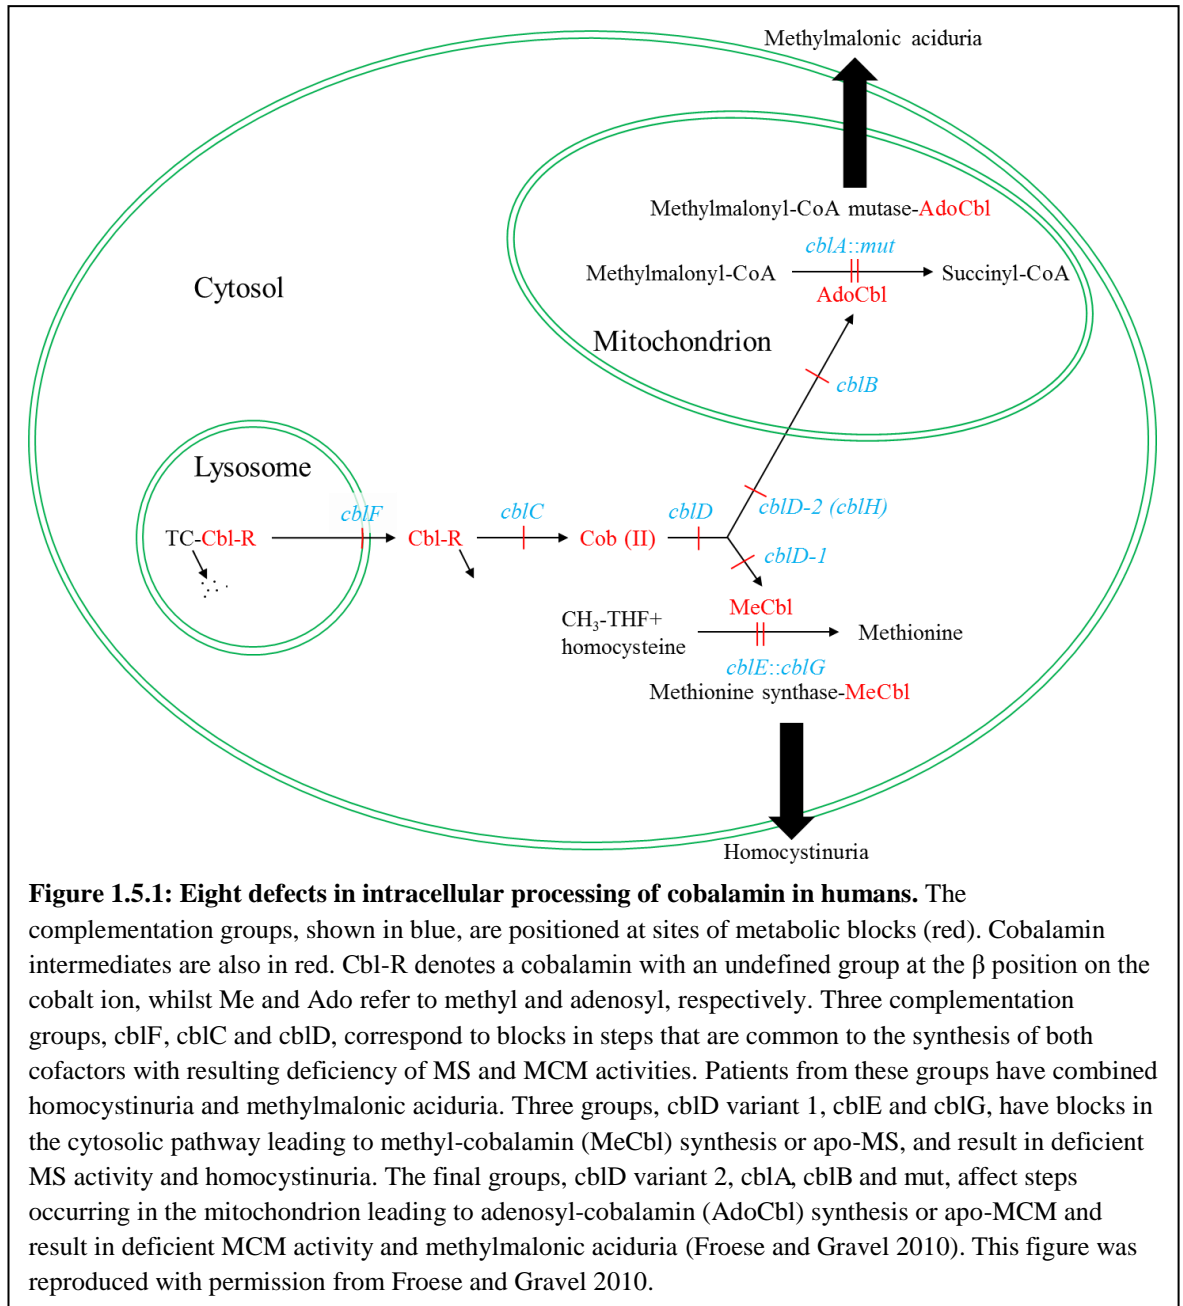 Methylmalonic aciduria
Methylmalonyl-CoA mutase-AdoCbl
cblA::mut
Methylmalonyl-CoA
Succinyl-CoA
AdoCbl
Cytosol
Mitochondrion
cblB
Lysosome
cblF
cblC
cblD
cblD-2 (cblH)
TC-Cbl-R
Cbl-R
Cob (II)
cblD-1
MeCbl
CH₃-THF+
homocysteine
Methionine
cblE::cblG
Methionine synthase-MeCbl
Homocystinuria
Figure 1.5.1: Eight defects in intracellular processing of cobalamin in humans. The
complementation groups, shown in blue, are positioned at sites of metabolic blocks (red). Cobalamin
intermediates are also in red. Cbl-R denotes a cobalamin with an undefined group at the β position on the
cobalt ion, whilst Me and Ado refer to methyl and adenosyl, respectively. Three complementation
groups, cblF, cblC and cblD, correspond to blocks in steps that are common to the synthesis of both
cofactors with resulting deficiency of MS and MCM activities. Patients from these groups have combined
homocystinuria and methylmalonic aciduria. Three groups, cblD variant 1, cblE and cblG, have blocks in
the cytosolic pathway leading to methyl-cobalamin (MeCbl) synthesis or apo-MS, and result in deficient
MS activity and homocystinuria. The final groups, cblD variant 2, cblA, cblB and mut, affect steps
occurring in the mitochondrion leading to adenosyl-cobalamin (AdoCbl) synthesis or apo-MCM and
result in deficient MCM activity and methylmalonic aciduria (Froese and Gravel 2010). This figure was
reproduced with permission from Froese and Gravel 2010.